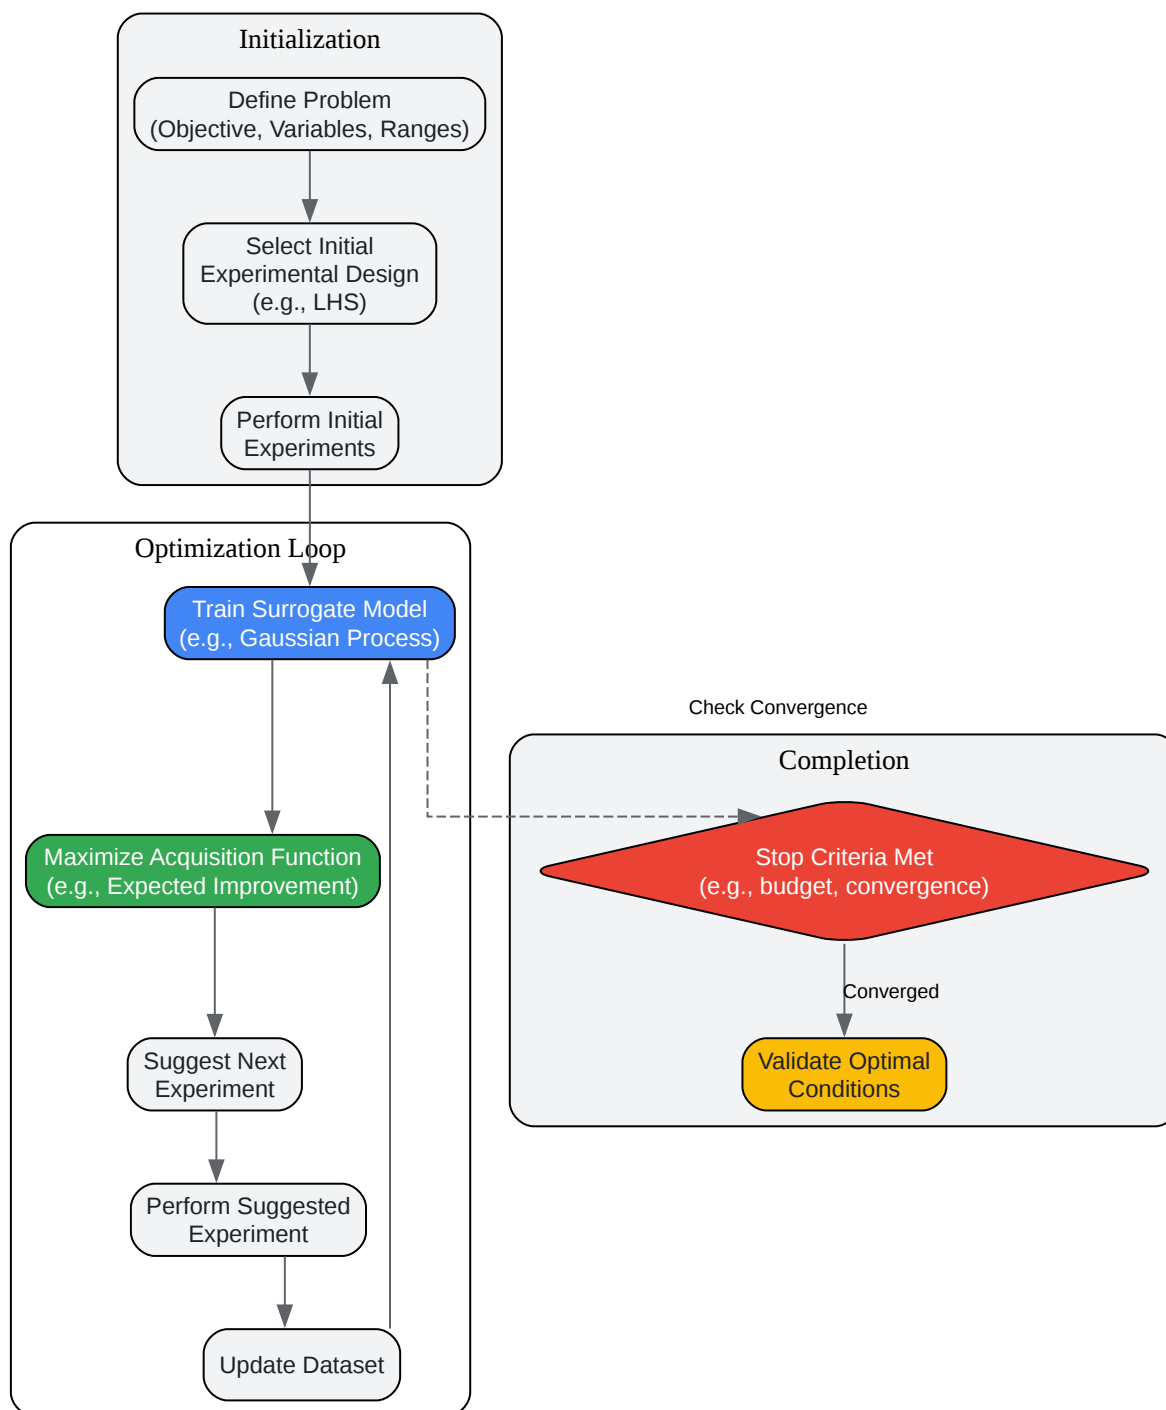 Initialization
Define Problem
(Objective, Variables, Ranges)
Select Initial
Experimental Design
(e.g., LHS)
Perform Initial
Experiments
Optimization Loop
Train Surrogate Model
(e.g., Gaussian Process)
Maximize Acquisition Function
(e.g., Expected Improvement)
Suggest Next
Experiment
Perform Suggested
Experiment
Update Dataset
Check Convergence
Completion
Stop Criteria Met
(e.g., budget, convergence)
Converged
Validate Optimal
Conditions